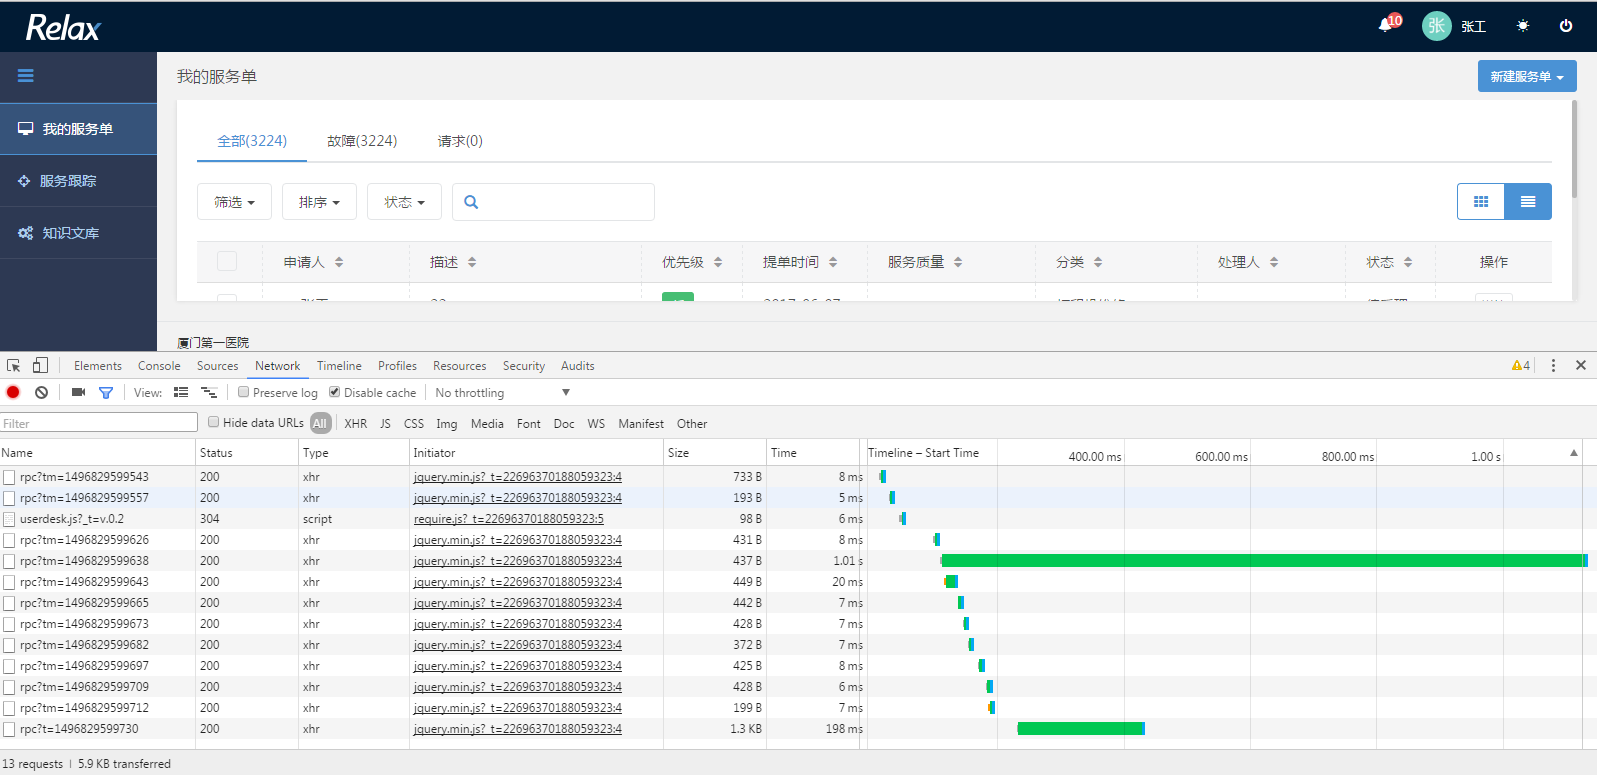 Relax
10
张 张工
我的服务单
新建服务单
我的服务单
服务跟踪
知识文库
全部(3224) 故障(3224) 请求(0)
筛选 排序 状态
申请人 描述 优先级 提单时间 服务质量 分类 处理人 状态 操作
厦门第一医院
Elements Console Sources Network Timeline Profiles Resources Security Audits 4
View: Preserve log Disable cache No throttling
Filter Hide data URLs All XHR JS CSS Img Media Font Doc WS Manifest Other
Name Status Type Initiator Size Time Timeline – Start Time 400.00 ms 600.00 ms 800.00 ms 1.00 s
rpc?tm=1496829599543 200 xhr jquery.min.js?_t=22696370188059323:4 733 B 8 ms
rpc?tm=1496829599557 200 xhr jquery.min.js?_t=22696370188059323:4 193 B 5 ms
userdesk.js?_t=v.0.2 304 script require.js?_t=22696370188059323:5 98 B 6 ms
rpc?tm=1496829599626 200 xhr jquery.min.js?_t=22696370188059323:4 431 B 8 ms
rpc?tm=1496829599638 200 xhr jquery.min.js?_t=22696370188059323:4 437 B 1.01 s
rpc?tm=1496829599643 200 xhr jquery.min.js?_t=22696370188059323:4 449 B 20 ms
rpc?tm=1496829599665 200 xhr jquery.min.js?_t=22696370188059323:4 442 B 7 ms
rpc?tm=1496829599673 200 xhr jquery.min.js?_t=22696370188059323:4 428 B 7 ms
rpc?tm=1496829599682 200 xhr jquery.min.js?_t=22696370188059323:4 372 B 7 ms
rpc?tm=1496829599697 200 xhr jquery.min.js?_t=22696370188059323:4 425 B 8 ms
rpc?tm=1496829599709 200 xhr jquery.min.js?_t=22696370188059323:4 428 B 6 ms
rpc?tm=1496829599712 200 xhr jquery.min.js?_t=22696370188059323:4 199 B 7 ms
rpc?t=1496829599730 200 xhr jquery.min.js?_t=22696370188059323:4 1.3 KB 198 ms
13 requests | 5.9 KB transferred